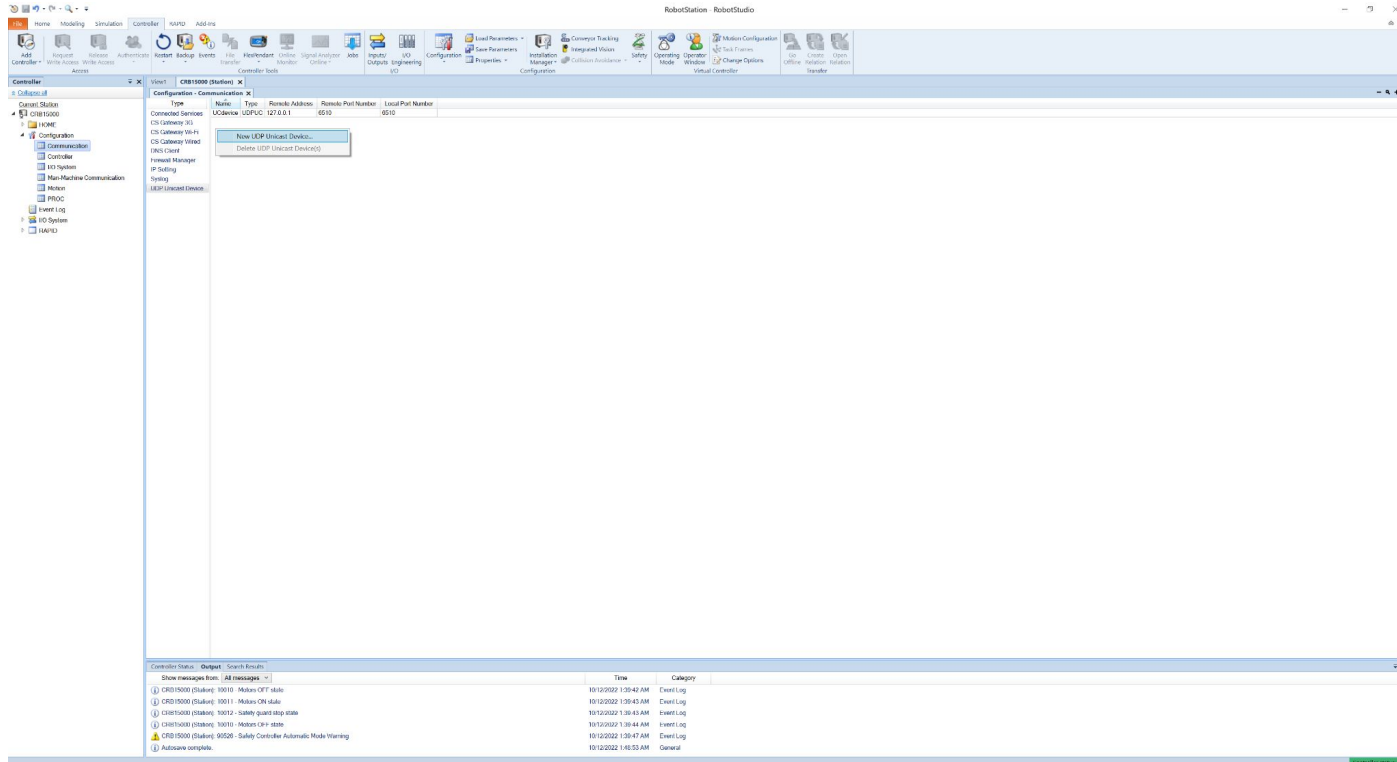 RobotStation - RobotStudio
File Home Modeling Simulation Controller RAPID Add-Ins
Add Controller Request Write Access Release Write Access Authenticate Restart Backup Events File Transfer FlexPendant Online Monitor Signal Analyzer Online Jobs Inputs/ Outputs I/O Engineering Configuration Load Parameters Save Parameters Properties Installation Manager Conveyor Tracking Integrated Vision Collision Avoidance Safety Operating Mode Operator Window Motion Configuration Task Frames Change Options Go Offline Create Relation Open Relation
Access Controller Tools I/O Configuration Virtual Controller Transfer
Controller
Collapse all
Current Station
CRB15000
HOME
Configuration
Communication
Controller
I/O System
Man-Machine Communication
Motion
PROC
Event Log
I/O System
RAPID
View1 CRB15000 (Station)
Configuration - Communication
Type
Connected Services
CS Gateway 3G
CS Gateway Wi-Fi
CS Gateway Wired
DNS Client
Firewall Manager
IP Setting
Syslog
UDP Unicast Device
Name Type Remote Address Remote Port Number Local Port Number
UCdevice UDPUC 127.0.0.1 6510 6510
New UDP Unicast Device...
Delete UDP Unicast Device(s)
Controller Status Output Search Results
Show messages from: All messages Time Category
CRB15000 (Station): 10010 - Motors OFF state 10/12/2022 1:39:42 AM Event Log
CRB15000 (Station): 10011 - Motors ON state 10/12/2022 1:39:43 AM Event Log
CRB15000 (Station): 10012 - Safety guard stop state 10/12/2022 1:39:43 AM Event Log
CRB15000 (Station): 10010 - Motors OFF state 10/12/2022 1:39:44 AM Event Log
CRB15000 (Station): 90526 - Safety Controller Automatic Mode Warning 10/12/2022 1:39:47 AM Event Log
Autosave complete. 10/12/2022 1:48:53 AM General